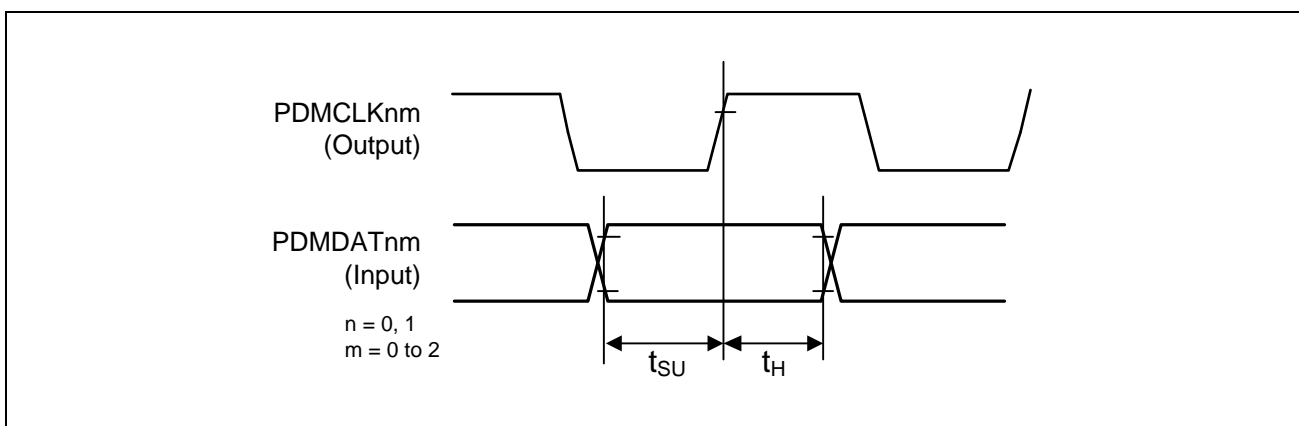 PDMCLKnm
(Output)
PDMDATnm
(Input)
n = 0, 1
m = 0 to 2
tSU
tH